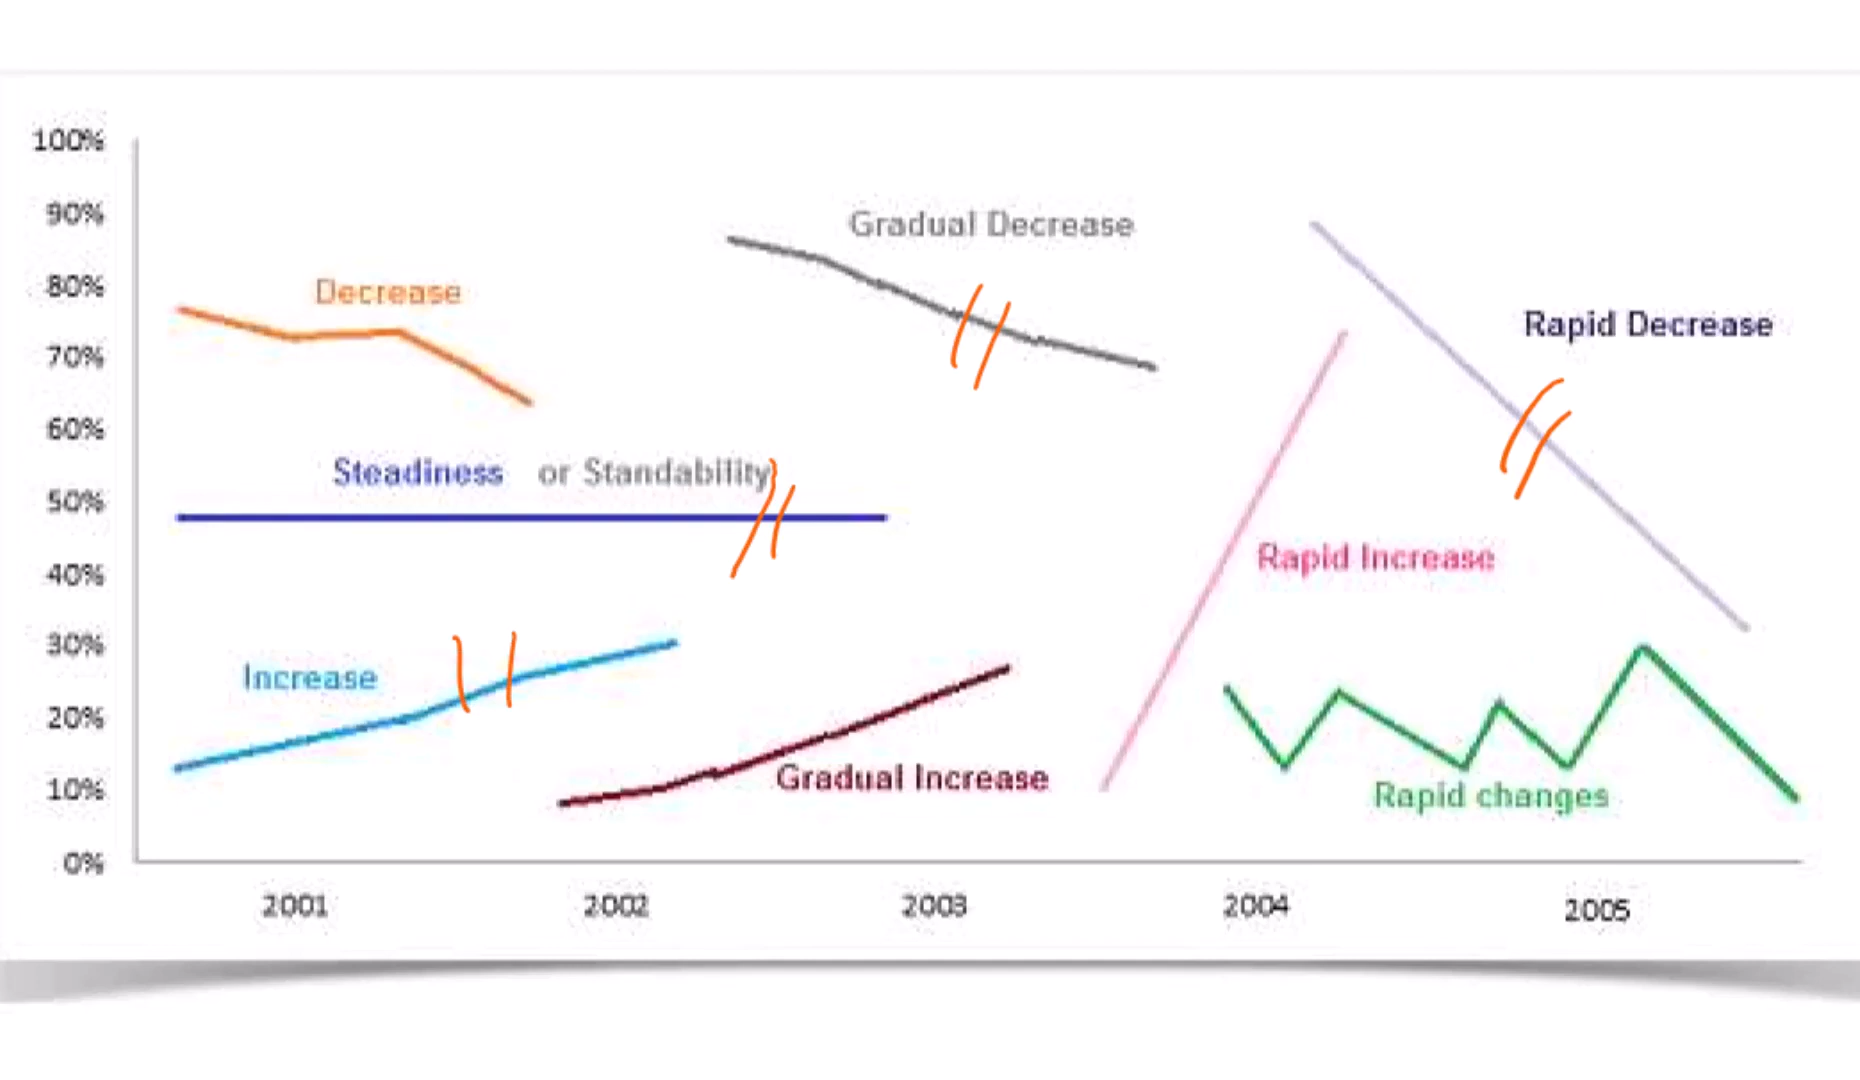 100%
90%
80%
70%
60%
50%
40%
30%
20%
10%
0%
Gradual Decrease
Decrease
Rapid Decrease
Steadiness or Standability
Rapid Increase
Increase
Gradual Increase
Rapid changes
2001 2002 2003 2004 2005